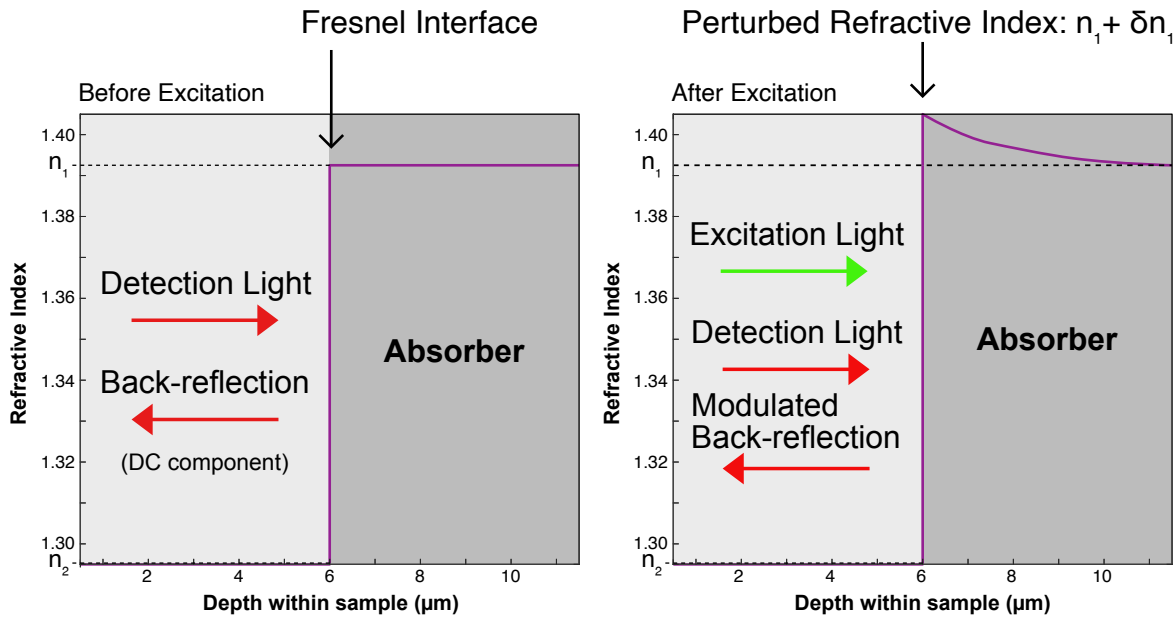 Fresnel Interface
Before Excitation
1.40
n₁
1.38
1.36
1.34
1.32
1.30
n₂
Refractive Index
Detection Light
Back-reflection
(DC component)
Absorber
2
4
6
8
10
Depth within sample (μm)
Perturbed Refractive Index: n₁+ δn₁
After Excitation
1.40
n₁
1.38
1.36
1.34
1.32
1.30
n₂
Refractive Index
Excitation Light
Detection Light
Modulated
Back-reflection
Absorber
2
4
6
8
10
Depth within sample (μm)